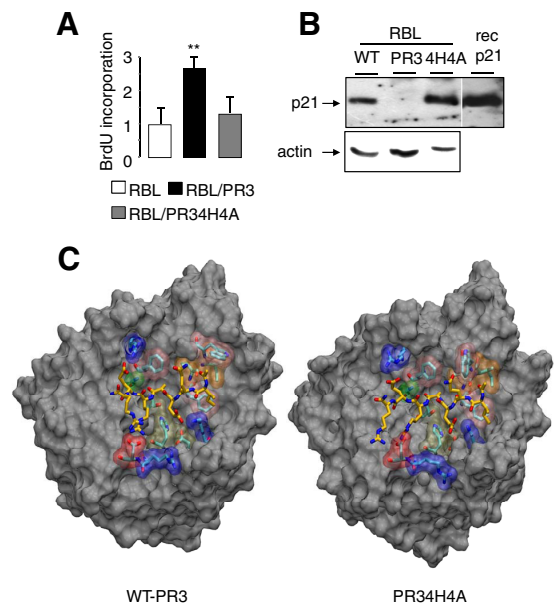 A
BrdU incorporation
3
2
1
0
**
RBL
RBL/PR3
RBL/PR34H4A
B
RBL
rec
p21
WT
PR3
4H4A
p21
actin
C
WT-PR3
PR34H4A